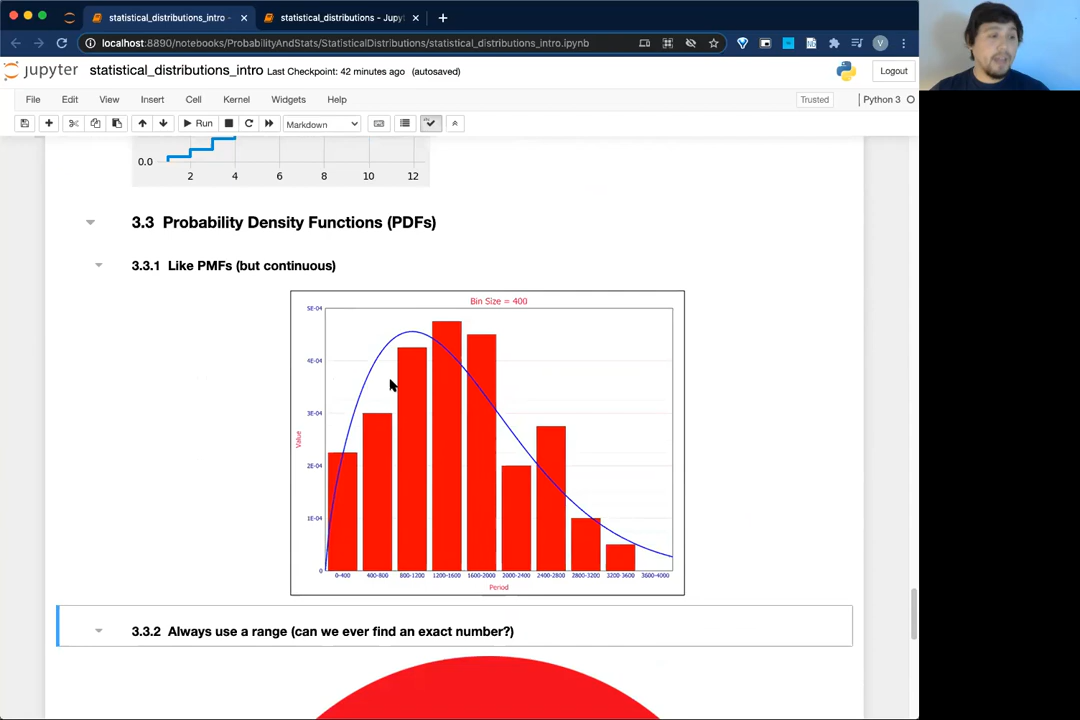 statistical_distributions_intro -
statistical_distributions - Jupyt
localhost:8890/notebooks/ProbabilityAndStats/StatisticalDistributions/statistical_distributions_intro.ipynb
V
jupyter statistical_distributions_intro Last Checkpoint: 42 minutes ago (autosaved)
Logout
File Edit View Insert Cell Kernel Widgets Help
Trusted
Python 3
Run
Markdown
0.0
2 4 6 8 10 12
3.3 Probability Density Functions (PDFs)
3.3.1 Like PMFs (but continuous)
Bin Size = 400
5E-04
4E-04
3E-04
Value
2E-04
1E-04
0
0-400 400-800 800-1200 1200-1600 1600-2000 2000-2400 2400-2800 2800-3200 3200-3600 3600-4000
Period
3.3.2 Always use a range (can we ever find an exact number?)